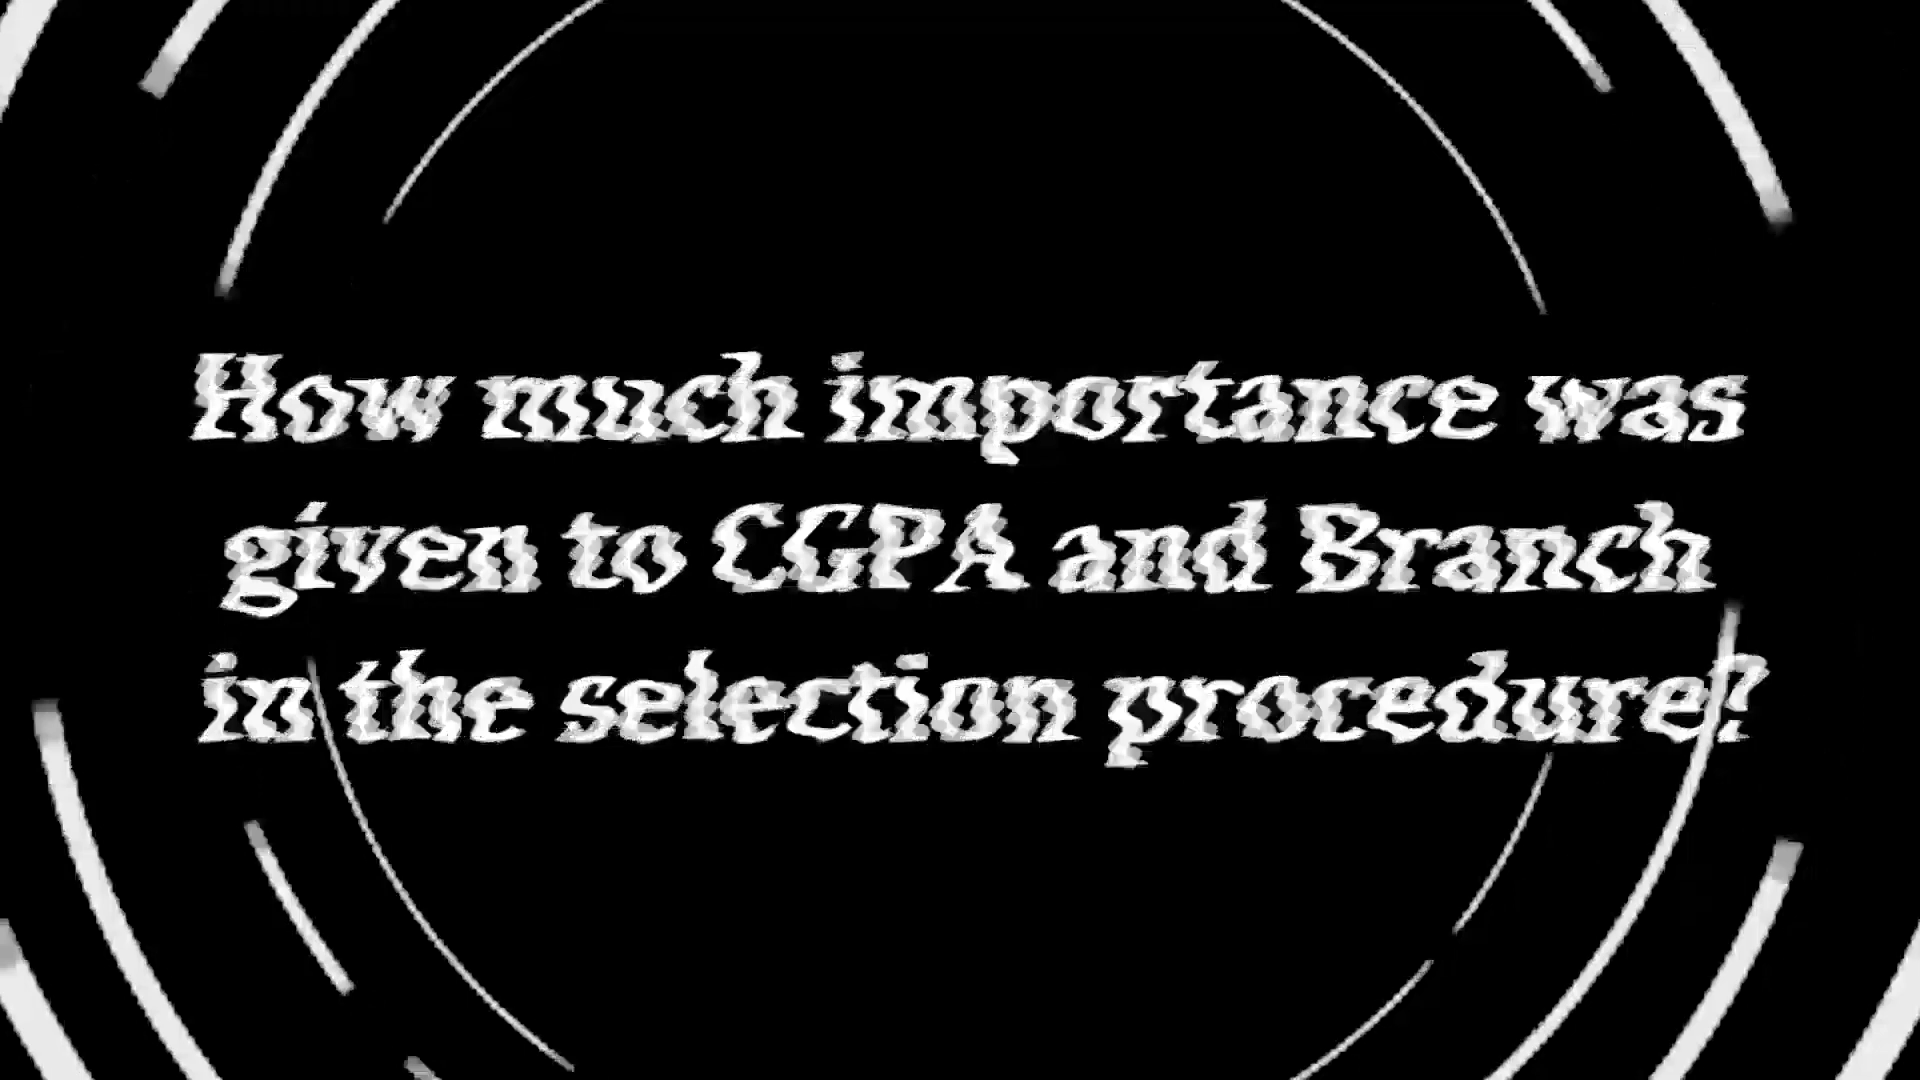 How much importance was
given to CGPA and Branch
in the selection procedure?